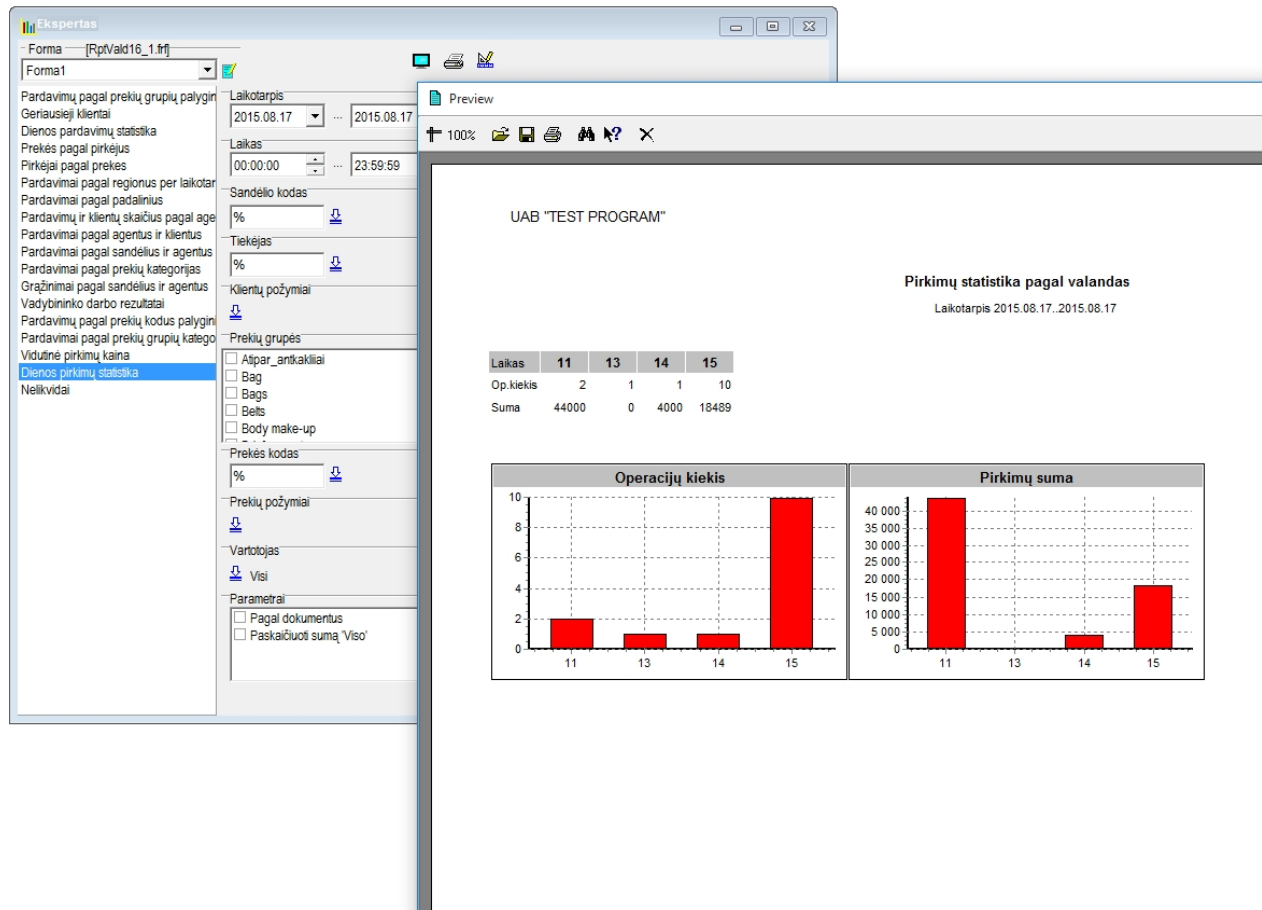 Ekspertas
Forma [RptVald16_1.frf]
Forma1
Pardavimų pagal prekių grupių palygin
Geriausieji klientai
Dienos pardavimų statistika
Prekės pagal pirkėjus
Pirkėjai pagal prekes
Pardavimai pagal regionus per laikotar
Pardavimai pagal padalinius
Pardavimų ir klientų skaičius pagal age
Pardavimai pagal agentus ir klientus
Pardavimai pagal sandėlius ir agentus
Pardavimai pagal prekių kategorijas
Grąžinimai pagal sandėlius ir agentus
Vadybininko darbo rezultatai
Pardavimų pagal prekių kodus palygini
Pardavimai pagal prekių grupių katego
Vidutinė pirkimų kaina
Dienos pirkimų statistika
Nelikvidai
Laikotarpis
2015.08.17 ... 2015.08.17
Laikas
00:00:00 ... 23:59:59
Sandėlio kodas
%
Tiekėjas
%
Klientų požymiai
Prekių grupės
Atipar_antkakliai
Bag
Bags
Belts
Body make-up
Prekės kodas
%
Prekių požymiai
Vartotojas
Visi
Parametrai
Pagal dokumentus
Paskaičiuoti sumą 'Viso'
Preview
100%
UAB "TEST PROGRAM"
Pirkimų statistika pagal valandas
Laikotarpis 2015.08.17..2015.08.17
Laikas 11 13 14 15
Op.kiekis 2 1 1 10
Suma 44000 0 4000 18489
Operacijų kiekis
10
8
6
4
2
0
11 13 14 15
Pirkimų suma
40 000
35 000
30 000
25 000
20 000
15 000
10 000
5 000
0
11 13 14 15